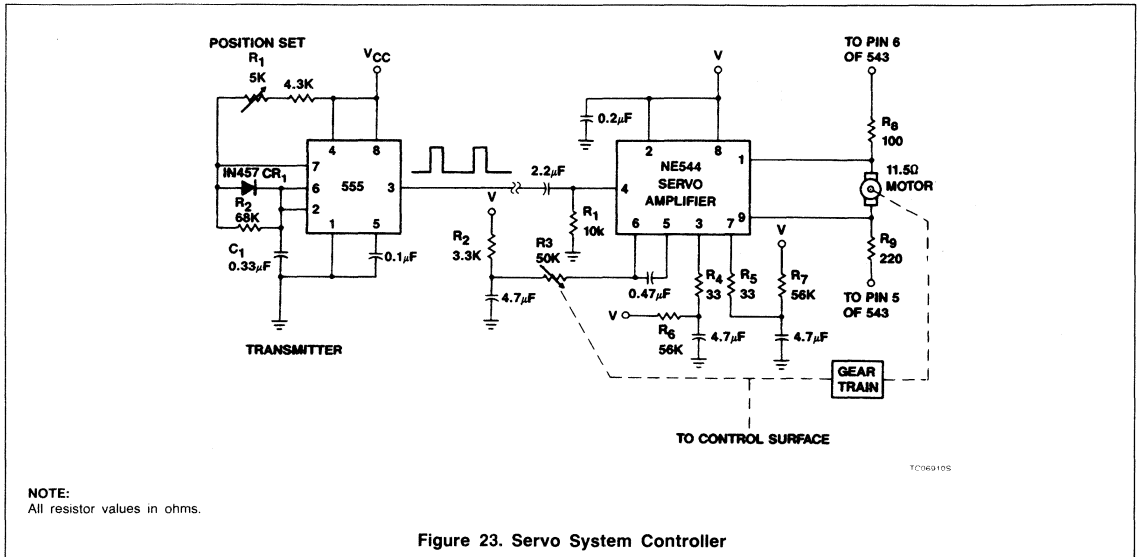 POSITION SET
R1
5K
4.3K
VCC
4
8
7
IN457 CR1
6
555
3
2
R2
68K
1
5
C1
0.33μF
0.1μF
TRANSMITTER
V
R2
3.3K
4.7μF
R3
50K
2.2μF
R1
10k
0.2μF
V
2
8
NE544
SERVO
AMPLIFIER
4
1
9
6
5
3
7
0.47μF
R4
33
R5
33
V
R7
56K
V
R6
56K
4.7μF
4.7μF
TO PIN 6
OF 543
R8
100
11.5Ω
MOTOR
R9
220
TO PIN 5
OF 543
GEAR
TRAIN
TO CONTROL SURFACE
TC06910S
NOTE:
All resistor values in ohms.
Figure 23. Servo System Controller